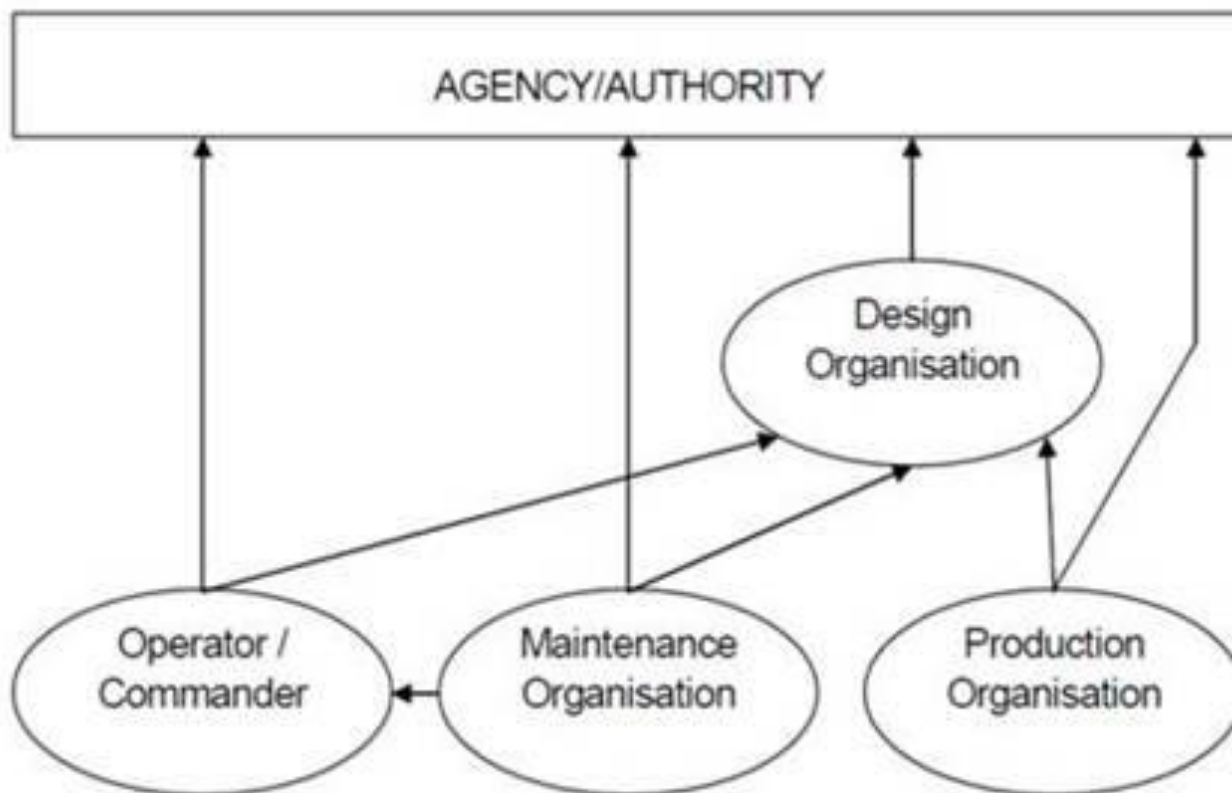 AGENCY/AUTHORITY
Design
Organisation
Operator /
Commander
Maintenance
Organisation
Production
Organisation